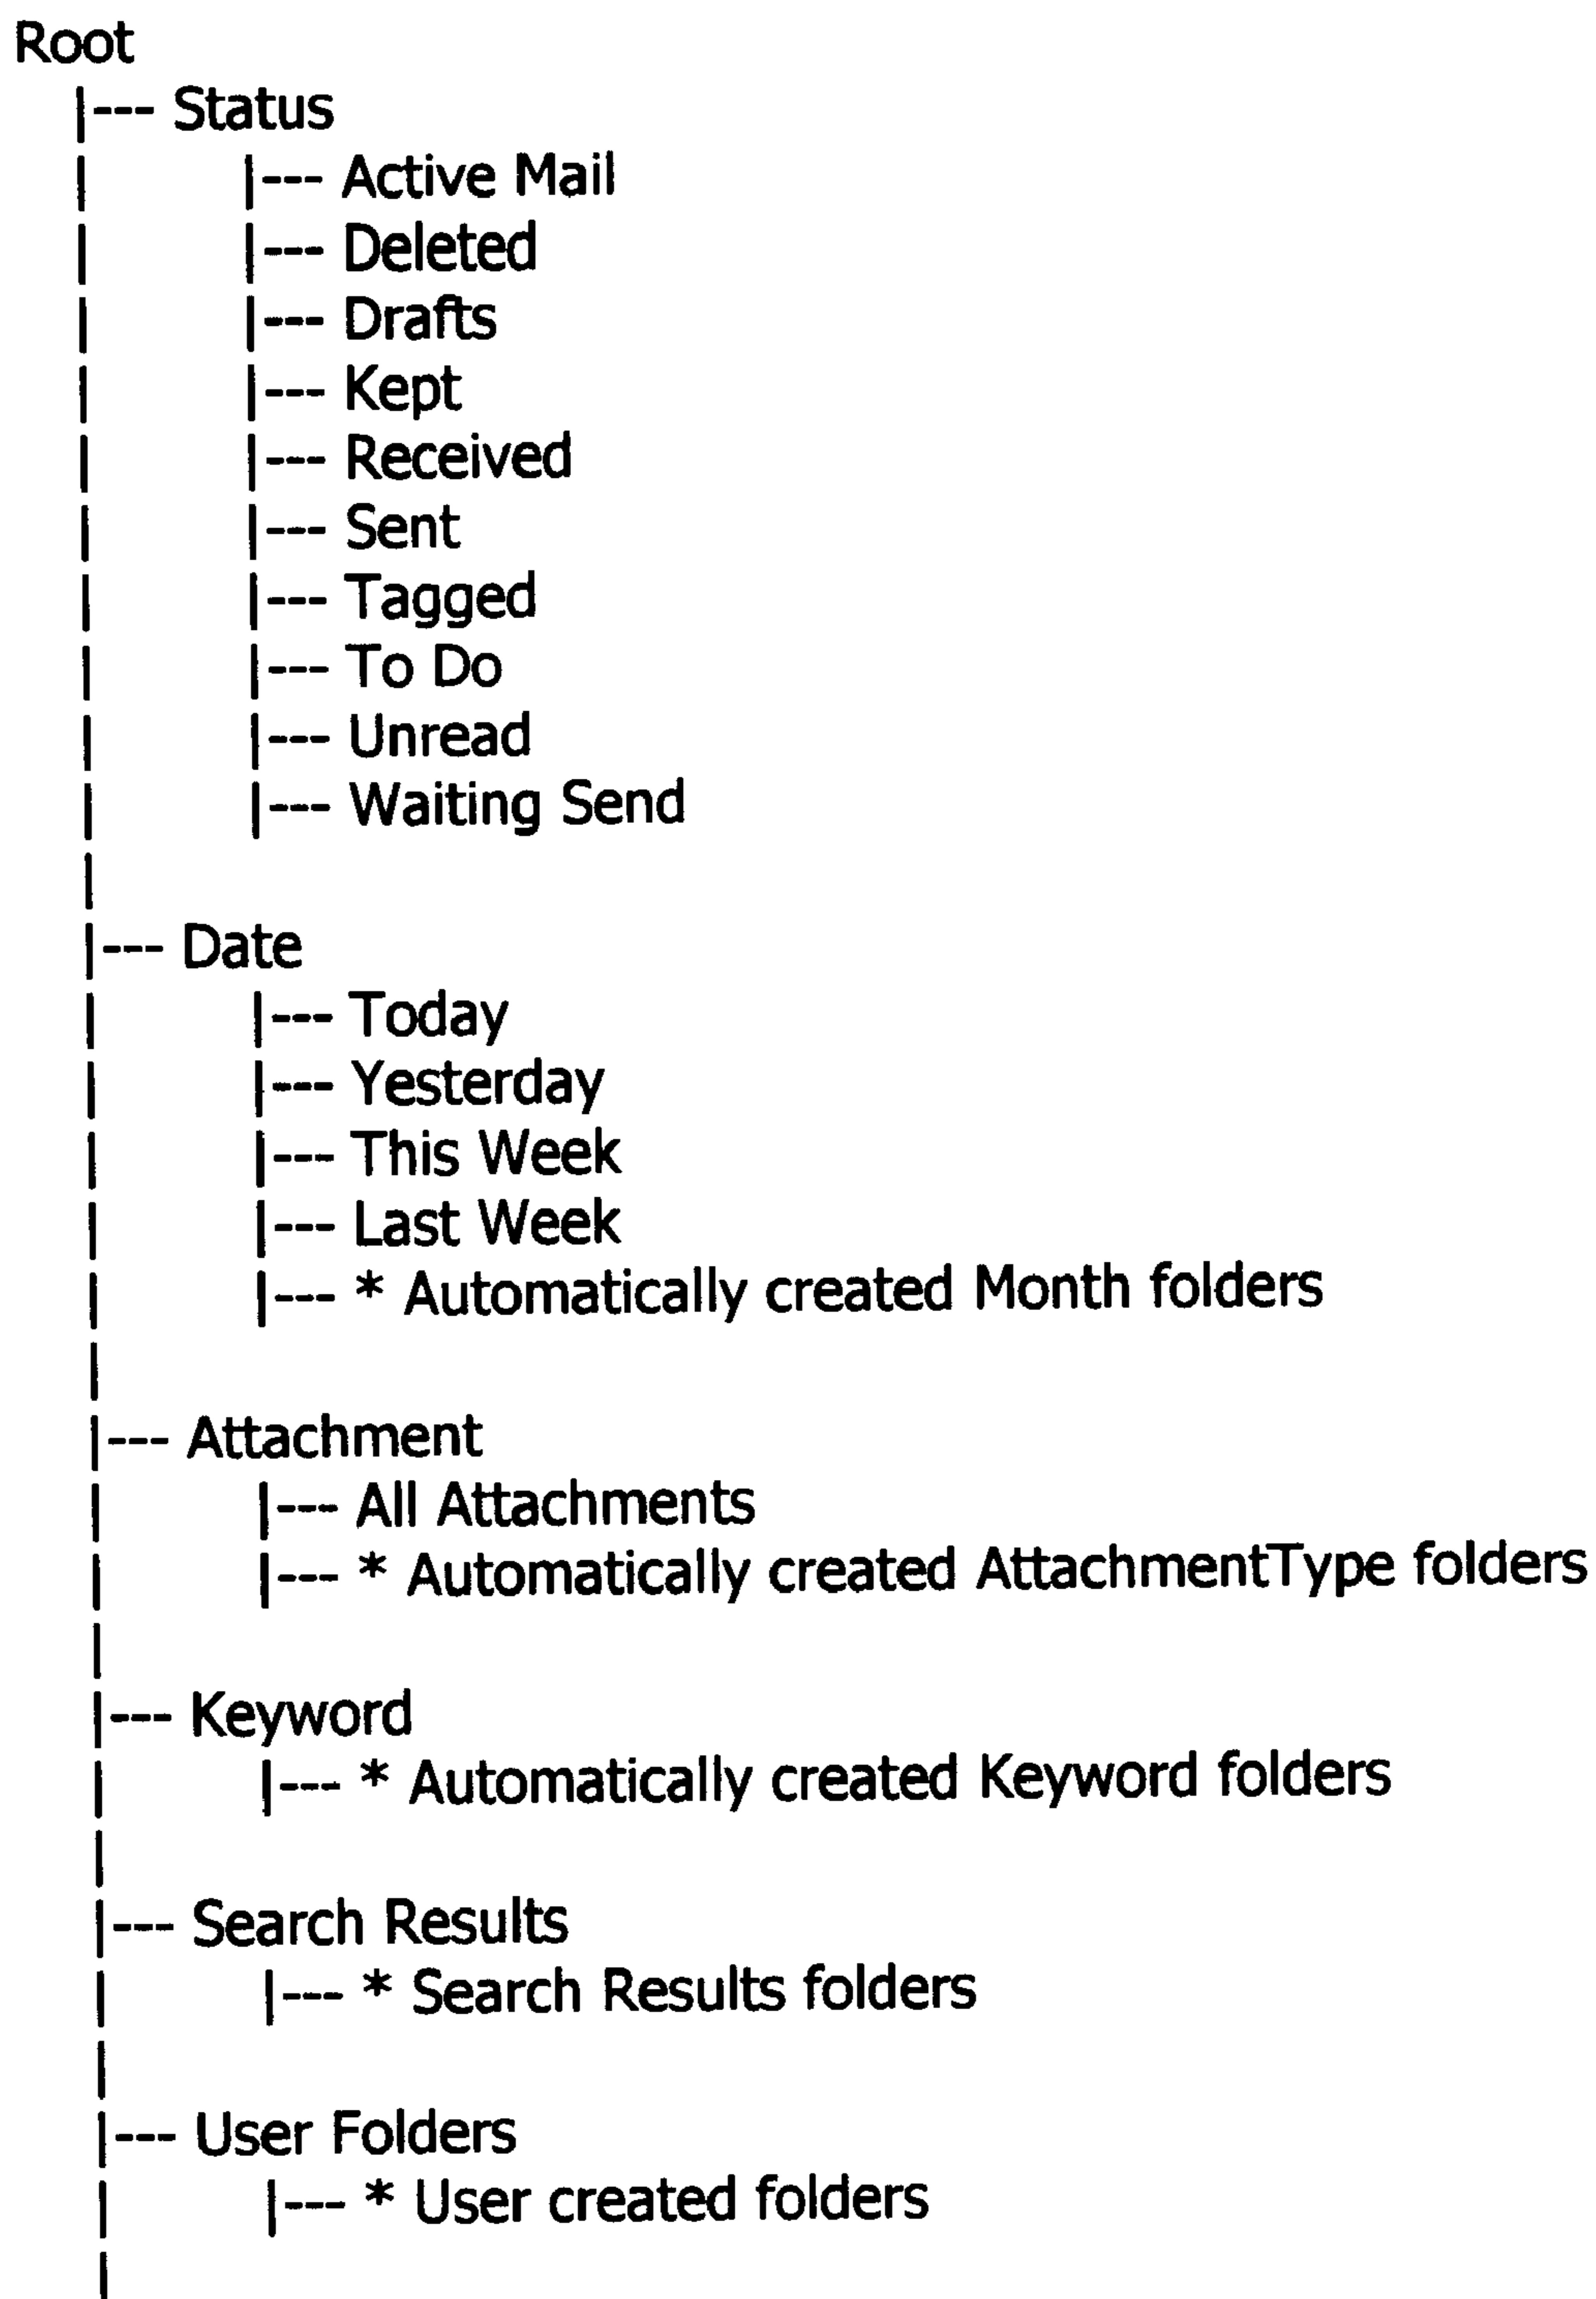 Root
|--- Status
|--- Active Mail
|--- Deleted
|--- Drafts
|--- Kept
|--- Received
|--- Sent
|--- Tagged
|--- To Do
|--- Unread
|--- Waiting Send
|--- Date
|--- Today
|--- Yesterday
|--- This Week
|--- Last Week
|--- * Automatically created Month folders
|--- Attachment
|--- All Attachments
|--- * Automatically created AttachmentType folders
|--- Keyword
|--- * Automatically created Keyword folders
|--- Search Results
|--- * Search Results folders
|--- User Folders
|--- * User created folders